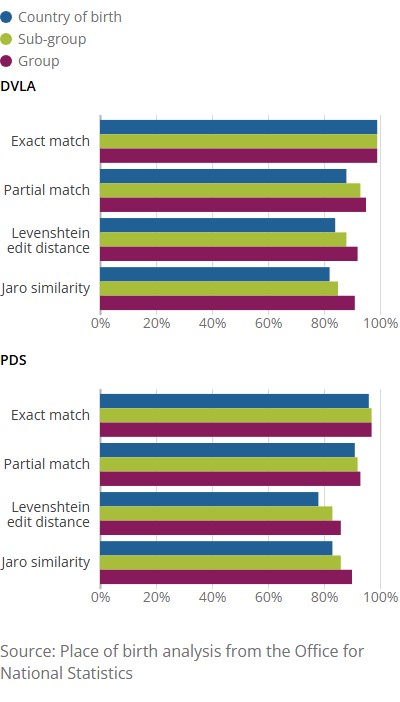 Country of birth
Sub-group
Group
DVLA
Exact match
Partial match
Levenshtein
edit distance
Jaro similarity
0% 20% 40% 60% 80% 100%
PDS
Exact match
Partial match
Levenshtein
edit distance
Jaro similarity
0% 20% 40% 60% 80% 100%
Source: Place of birth analysis from the Office for
National Statistics